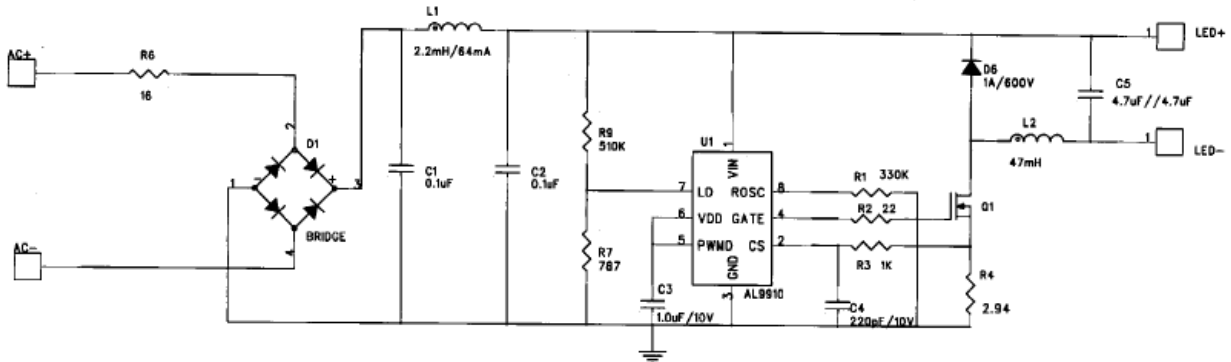 AC+
R6
16
2
D1
1
-
+
3
BRIDGE
4
AC-
L1
2.2mH/64mA
C1
0.1uF
C2
0.1uF
R9
510K
R7
787
U1
1
VIN
7
LD
ROSC
8
6
VDD
GATE
4
5
PWMD
CS
2
GND
3
AL9910
C3
1.0uF/10V
R1
330K
R2
22
R3
1K
C4
220pF/10V
Q1
R4
2.94
D6
1A/600V
L2
47mH
C5
4.7uF//4.7uF
1
LED+
1
LED-